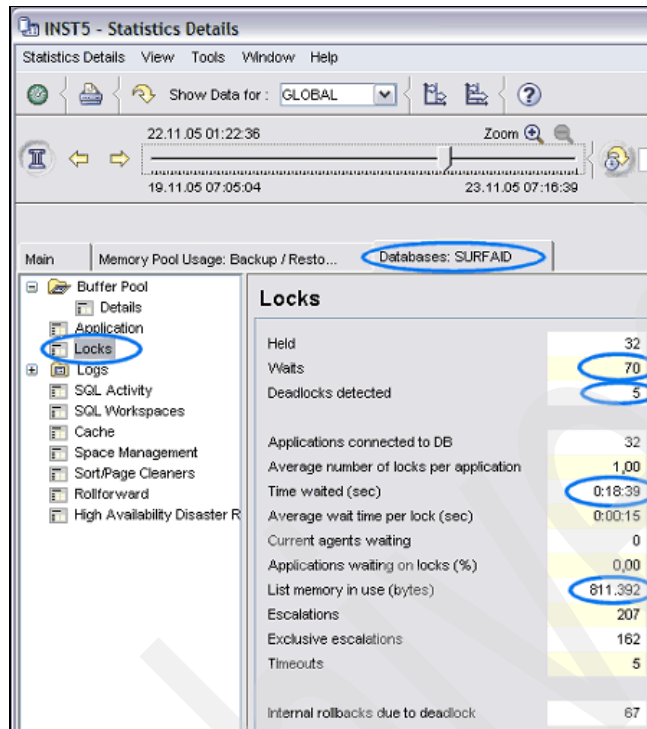 INST5 - Statistics Details
Statistics Details View Tools Window Help
Show Data for : GLOBAL
22.11.05 01:22:36 Zoom
19.11.05 07:05:04 23.11.05 07:16:39
Main Memory Pool Usage: Backup / Resto... Databases: SURFAID
Buffer Pool
Details
Application
Locks
Logs
SQL Activity
SQL Workspaces
Cache
Space Management
Sort/Page Cleaners
Rollforward
High Availability Disaster R
Locks
Held 32
Waits 70
Deadlocks detected 5
Applications connected to DB 32
Average number of locks per application 1,00
Time waited (sec) 0:18:39
Average wait time per lock (sec) 0:00:15
Current agents waiting 0
Applications waiting on locks (%) 0,00
List memory in use (bytes) 811.392
Escalations 207
Exclusive escalations 162
Timeouts 5
Internal rollbacks due to deadlock 67